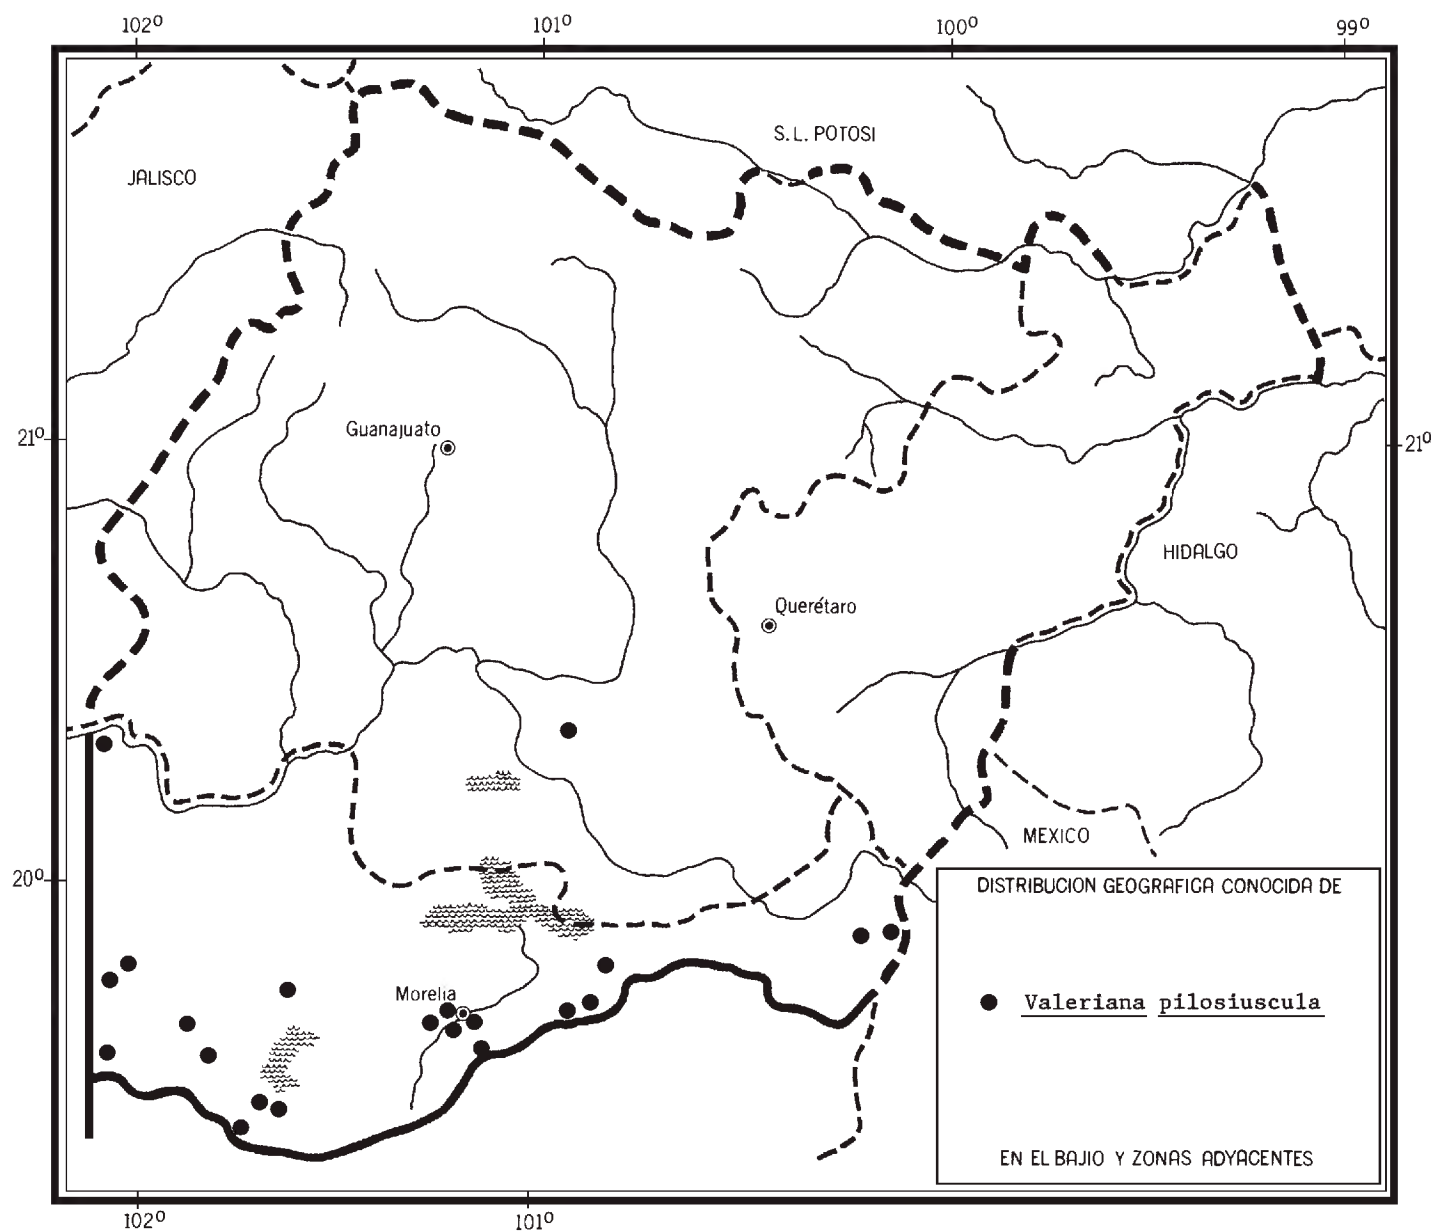 102º 101º 100º 99º
S.L. POTOSI
JALISCO
Guanajuato
21º 21º
HIDALGO
Querétaro
MEXICO
20º
DISTRIBUCION GEOGRAFICA CONOCIDA DE
Morelia
Valeriana pilosiuscula
EN EL BAJIO Y ZONAS ADYACENTES
102º 101º